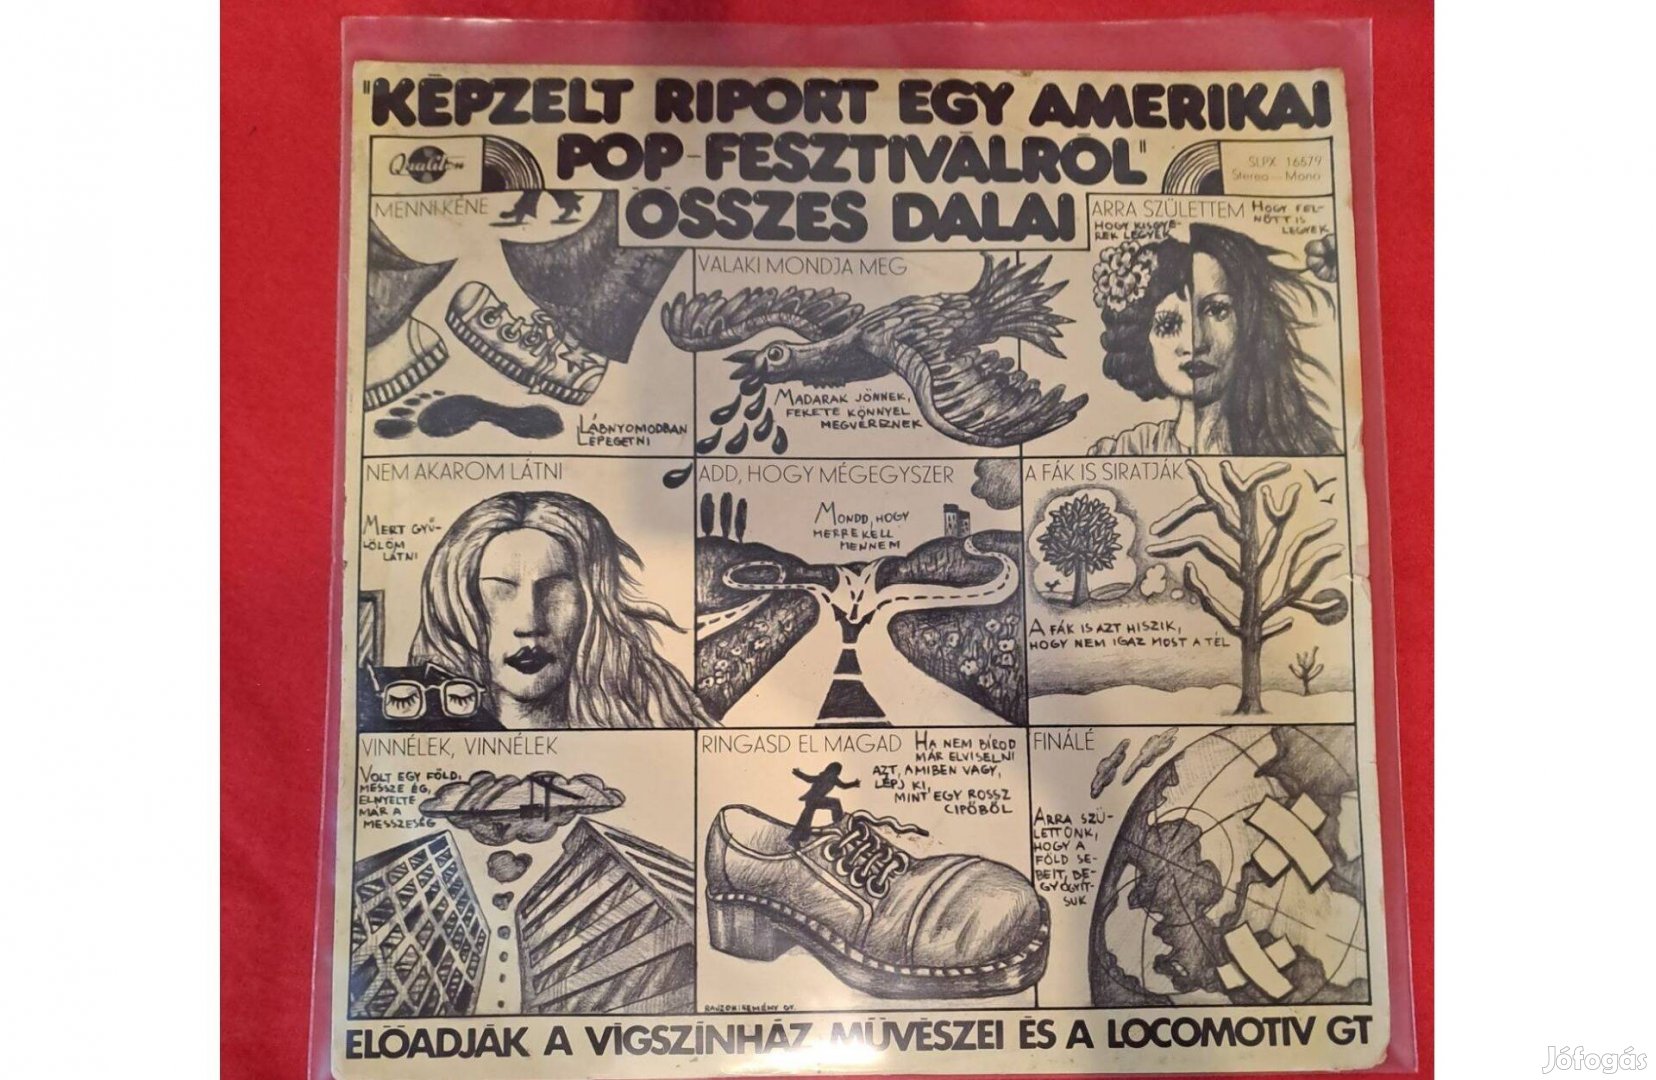 "KÉPZELT RIPORT EGY AMERIKAI
POP-FESZTIVÁLRÓL"
ÖSSZES DALAI
Qualiton
SLPX 16579
Stereo - Mono
MENNI KÉNE
LÁBNYOMODBAN
LÉPEGETNI
VALAKI MONDJA MEG
MADARAK JÖNNEK,
FEKETE KÖNNYEL
MEGVEREZNEK
ARRA SZÜLETTEM
HOGY KISGYE-
REK LEGYEK
HOGY FEL-
NŐTT IS
LEGYEK
NEM AKAROM LÁTNI
MERT GYŰ-
LÖLÖM
LÁTNI
ADD, HOGY MÉGEGYSZER
MONDD, HOGY
MERRE KELL
MENNEM
A FÁK IS SIRATJÁK
A FÁK IS AZT HISZIK,
HOGY NEM IGAZ MOST A TÉL
VINNÉLEK, VINNÉLEK
VOLT EGY FÖLD,
MESSZE ÉG,
ELNYELTE
MÁR A
MESSZESÉG
RINGASD EL MAGAD
HA NEM BÍROD
MÁR ELVISELNI
AZT, AMIBEN VAGY,
LÉPJ KI,
MINT EGY ROSSZ
CIPŐBŐL
RAJZOK: KEMÉNY GY.
FINÁLÉ
ARRA SZÜ-
LETTÜNK,
HOGY A
FÖLD SE-
BEIT, BE-
GYÓGYÍT-
SUK
ELŐADJÁK A VÍGSZÍNHÁZ MŰVÉSZEI ÉS A LOCOMOTIV GT
Jófogás